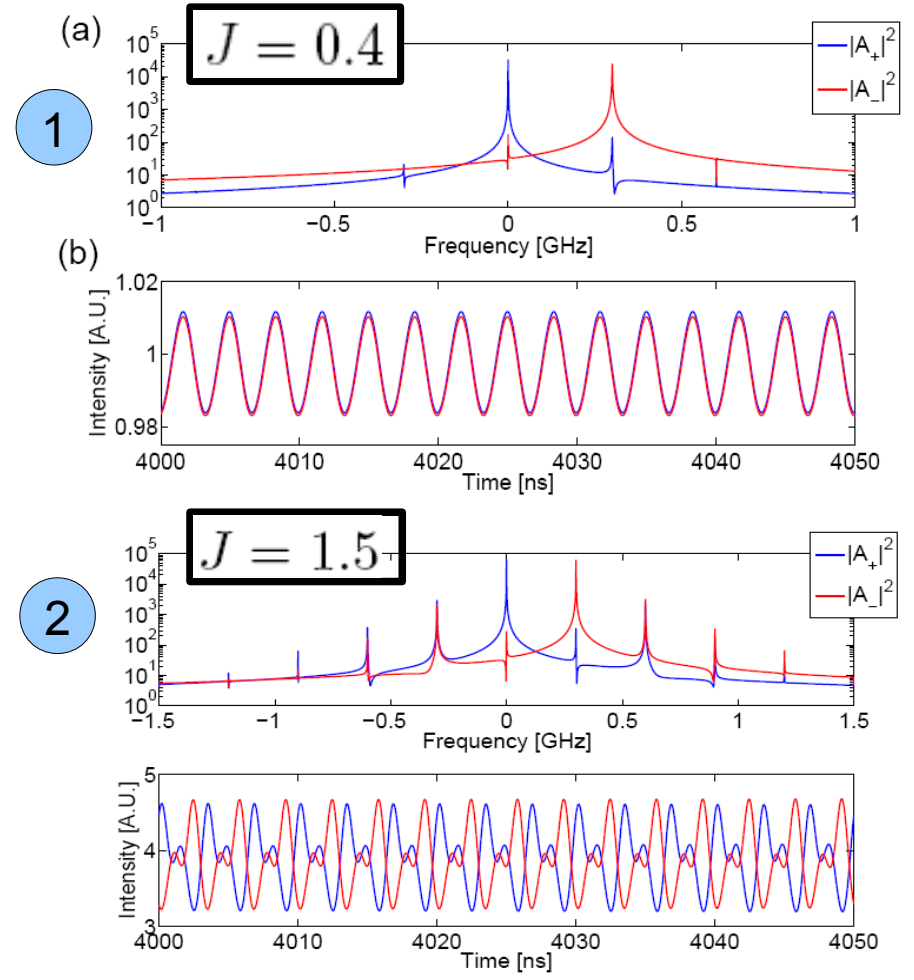 (a)
J = 0.4
1
10⁵
10⁴
10³
10²
10¹
10⁰
|A₊|²
|A₋|²
−1 −0.5 0 0.5 1
Frequency [GHz]
(b)
1.02
1
0.98
Intensity [A.U.]
4000 4010 4020 4030 4040 4050
Time [ns]
J = 1.5
2
10⁵
10⁴
10³
10²
10¹
10⁰
|A₊|²
|A₋|²
−1.5 −1 −0.5 0 0.5 1 1.5
Frequency [GHz]
5
4
3
Intensity [A.U.]
4000 4010 4020 4030 4040 4050
Time [ns]